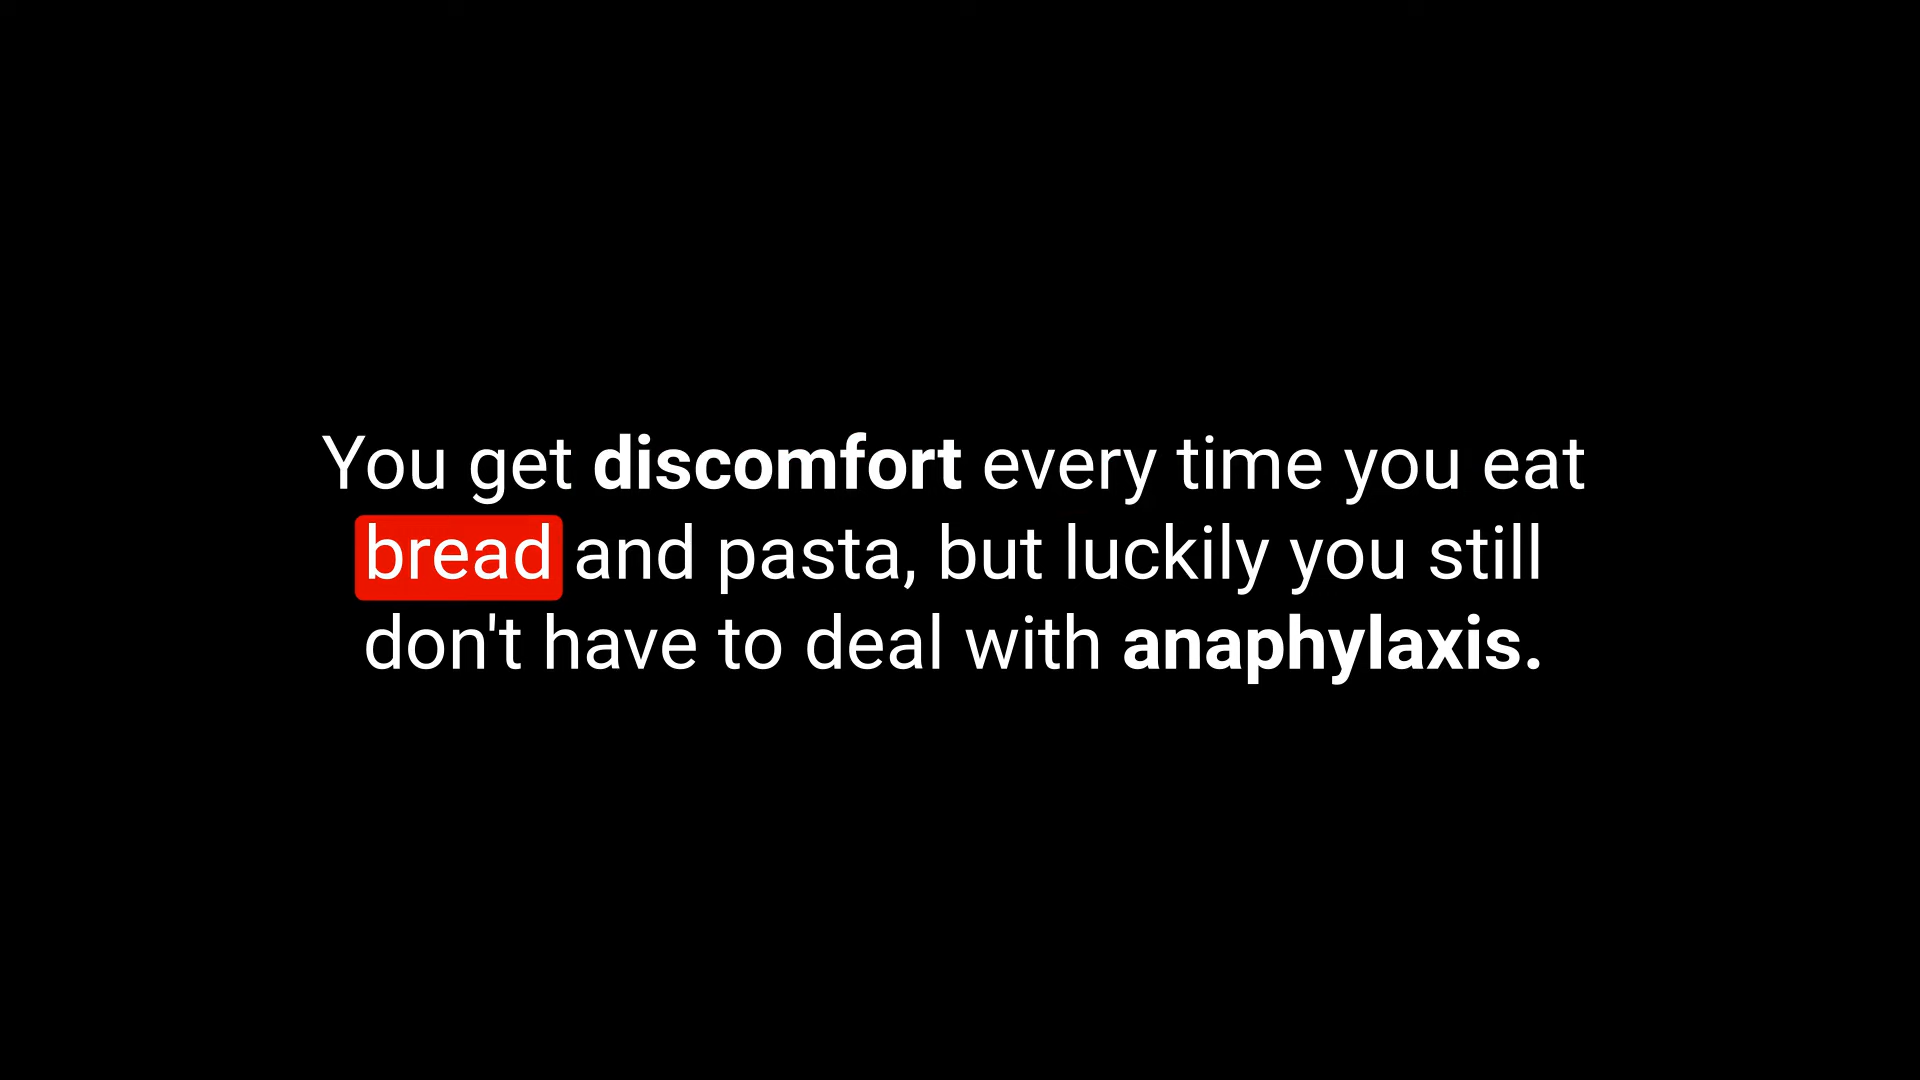 You get discomfort every time you eat
bread and pasta, but luckily you still
don't have to deal with anaphylaxis.